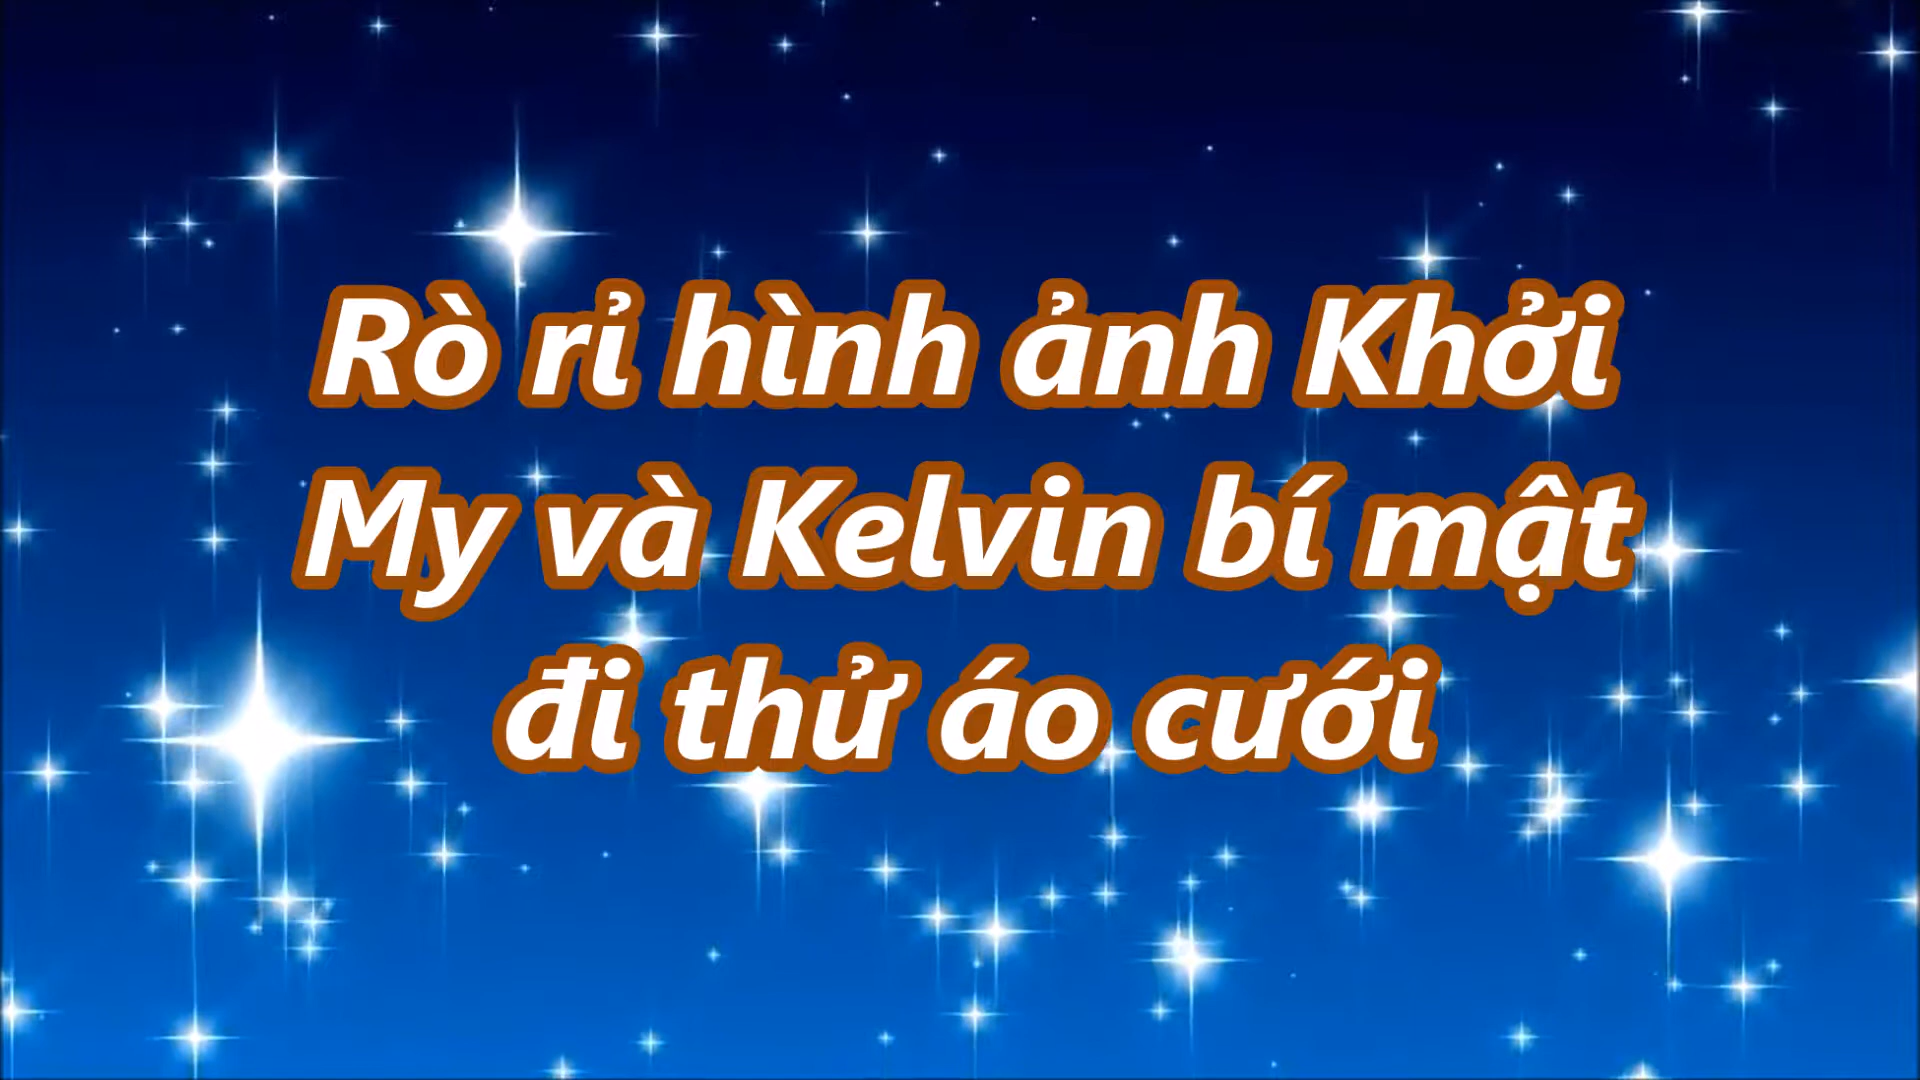 Rò rỉ hình ảnh Khởi
My và Kelvin bí mật
đi thử áo cưới